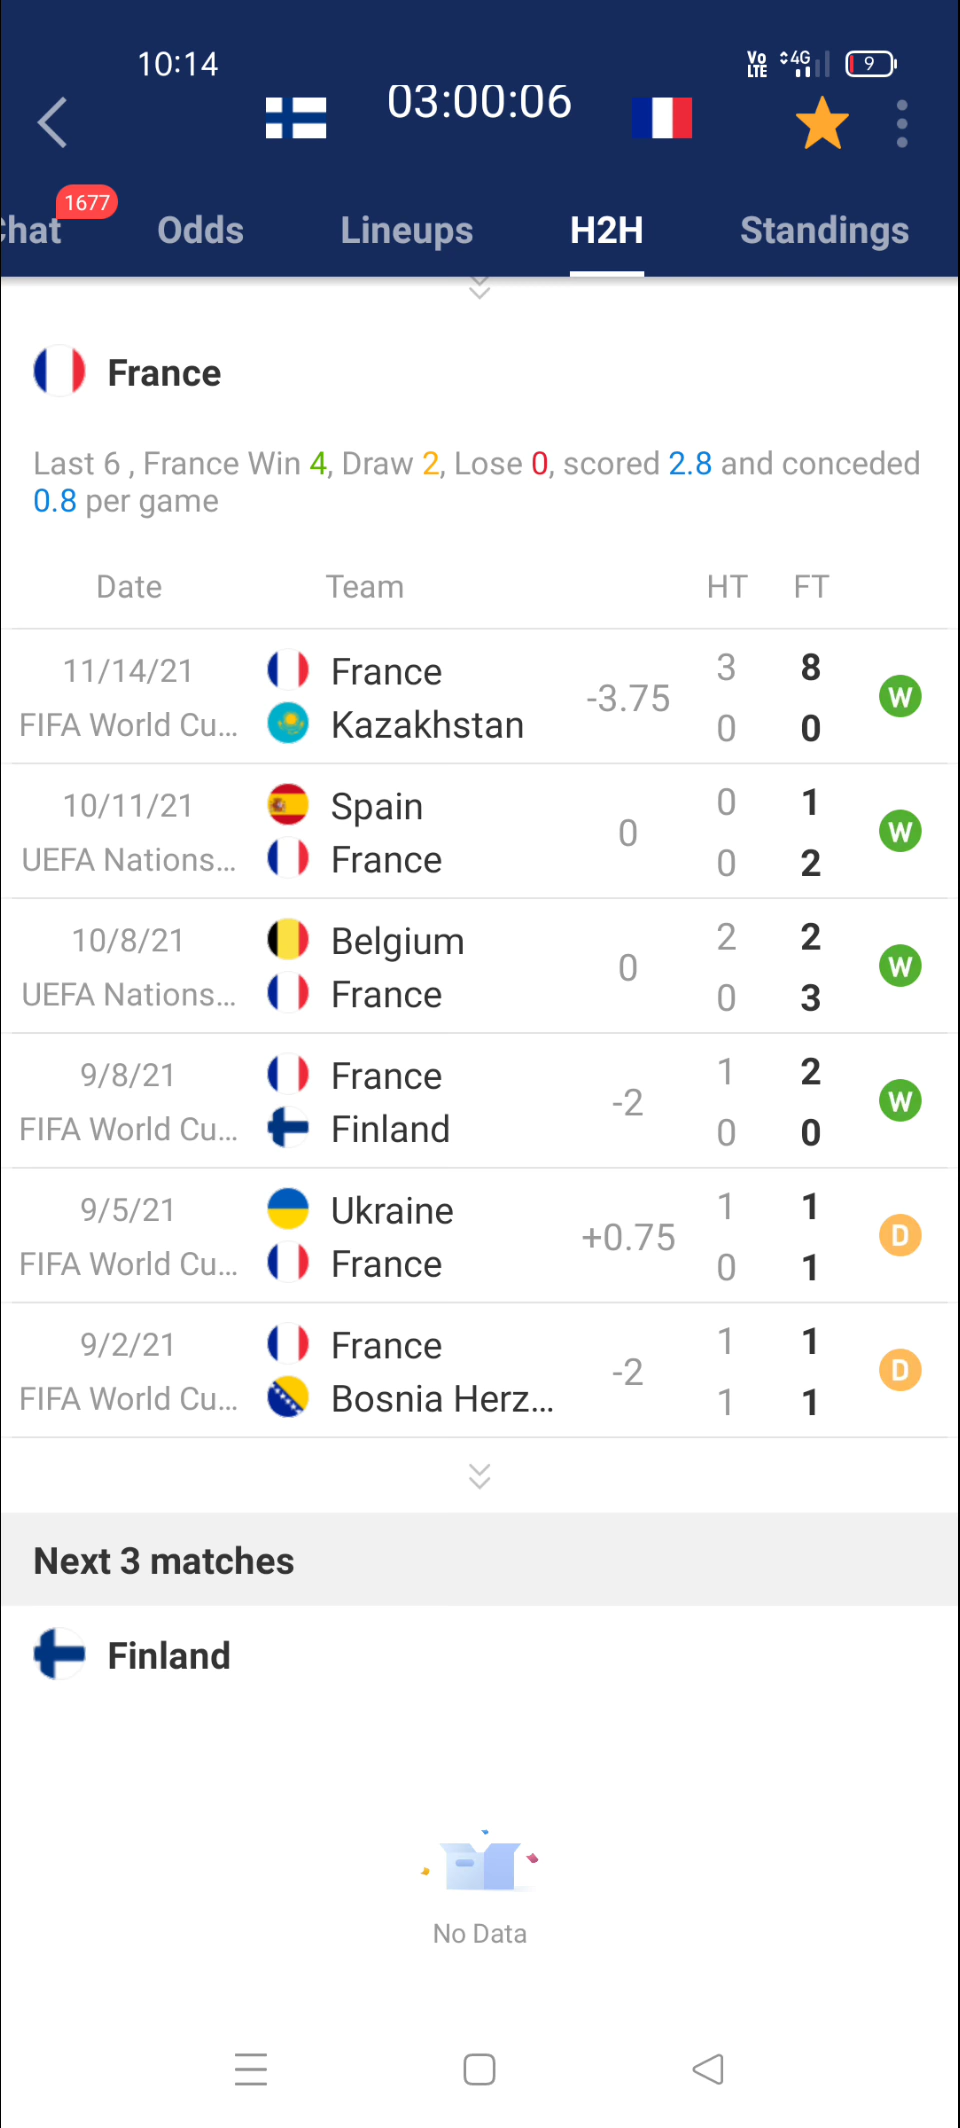 10:14
Vo LTE 4G 9
03:00:06
1677
Chat Odds Lineups H2H Standings
France
Last 6 , France Win 4, Draw 2, Lose 0, scored 2.8 and conceded
0.8 per game
Date Team HT FT
11/14/21 France 3 8
-3.75 W
FIFA World Cu... Kazakhstan 0 0
10/11/21 Spain 0 1
0 W
UEFA Nations... France 0 2
10/8/21 Belgium 2 2
0 W
UEFA Nations... France 0 3
9/8/21 France 1 2
-2 W
FIFA World Cu... Finland 0 0
9/5/21 Ukraine 1 1
+0.75 D
FIFA World Cu... France 0 1
9/2/21 France 1 1
-2 D
FIFA World Cu... Bosnia Herz... 1 1
Next 3 matches
Finland
No Data